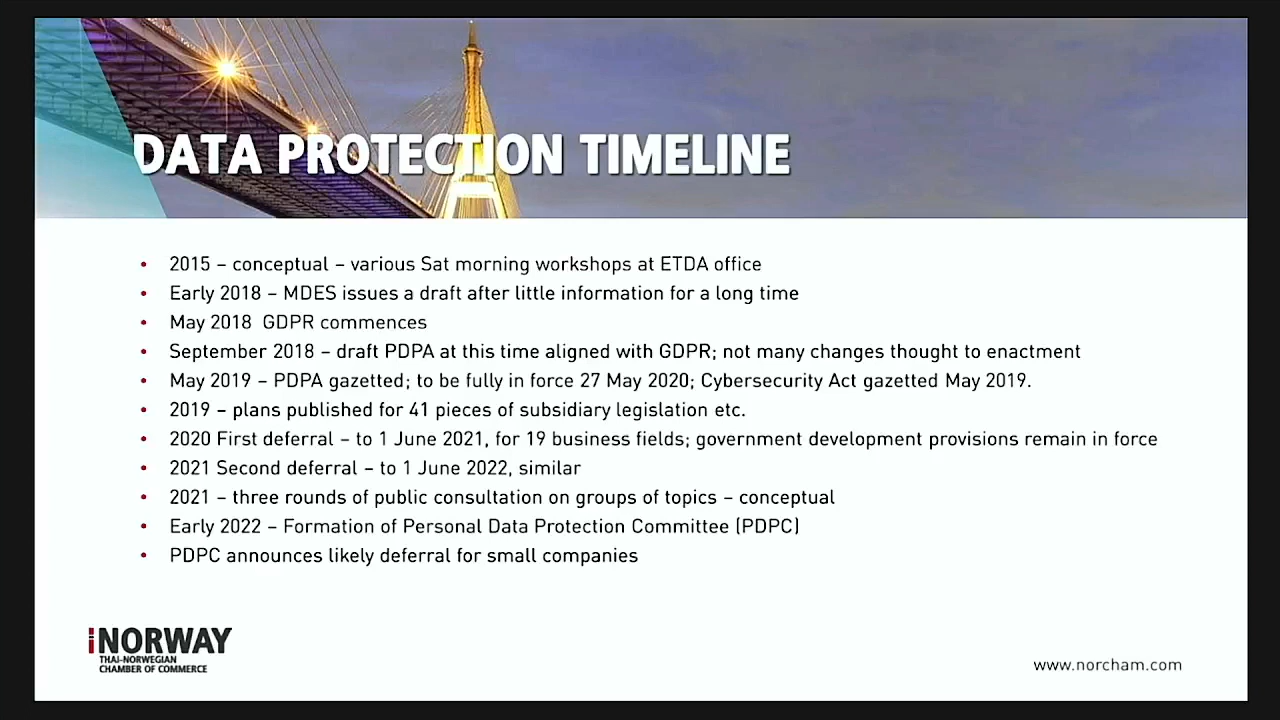 DATA PROTECTION TIMELINE
• 2015 – conceptual – various Sat morning workshops at ETDA office
• Early 2018 – MDES issues a draft after little information for a long time
• May 2018  GDPR commences
• September 2018 – draft PDPA at this time aligned with GDPR; not many changes thought to enactment
• May 2019 – PDPA gazetted; to be fully in force 27 May 2020; Cybersecurity Act gazetted May 2019.
• 2019 – plans published for 41 pieces of subsidiary legislation etc.
• 2020 First deferral – to 1 June 2021, for 19 business fields; government development provisions remain in force
• 2021 Second deferral – to 1 June 2022, similar
• 2021 – three rounds of public consultation on groups of topics – conceptual
• Early 2022 – Formation of Personal Data Protection Committee (PDPC)
• PDPC announces likely deferral for small companies
iNORWAY
THAI-NORWEGIAN
CHAMBER OF COMMERCE
www.norcham.com